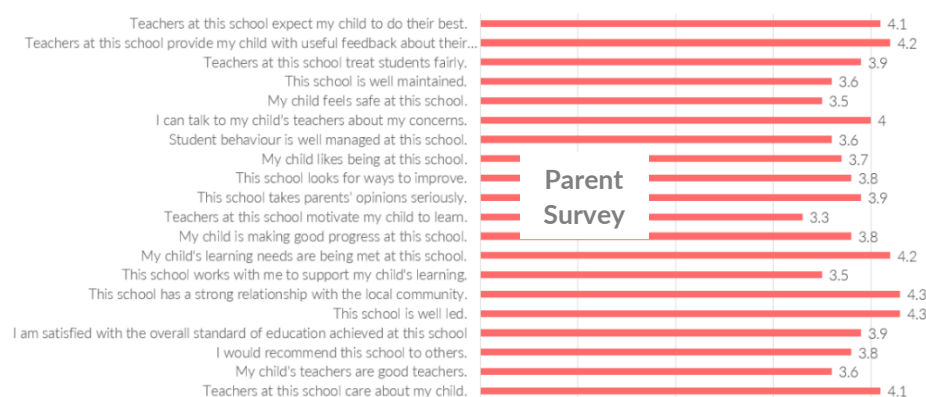 Teachers at this school expect my child to do their best. 4.1
Teachers at this school provide my child with useful feedback about their... 4.2
Teachers at this school treat students fairly. 3.9
This school is well maintained. 3.6
My child feels safe at this school. 3.5
I can talk to my child's teachers about my concerns. 4
Student behaviour is well managed at this school. 3.6
My child likes being at this school. 3.7
This school looks for ways to improve. 3.8
This school takes parents' opinions seriously. 3.9
Teachers at this school motivate my child to learn. 3.3
My child is making good progress at this school. 3.8
My child's learning needs are being met at this school. 4.2
This school works with me to support my child's learning. 3.5
This school has a strong relationship with the local community. 4.3
This school is well led. 4.3
I am satisfied with the overall standard of education achieved at this school 3.9
I would recommend this school to others. 3.8
My child's teachers are good teachers. 3.6
Teachers at this school care about my child. 4.1
Parent
Survey